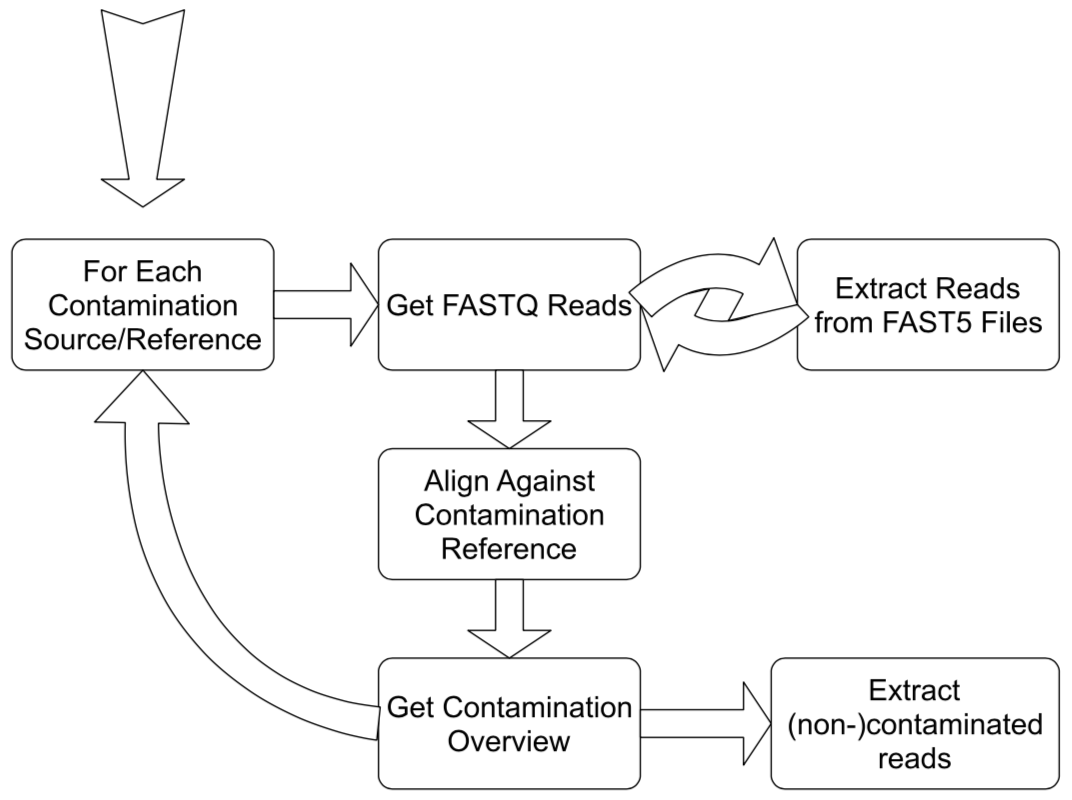 For Each
Contamination
Source/Reference
Get FASTQ Reads
Extract Reads
from FAST5 Files
Align Against
Contamination
Reference
Get Contamination
Overview
Extract
(non-)contaminated
reads